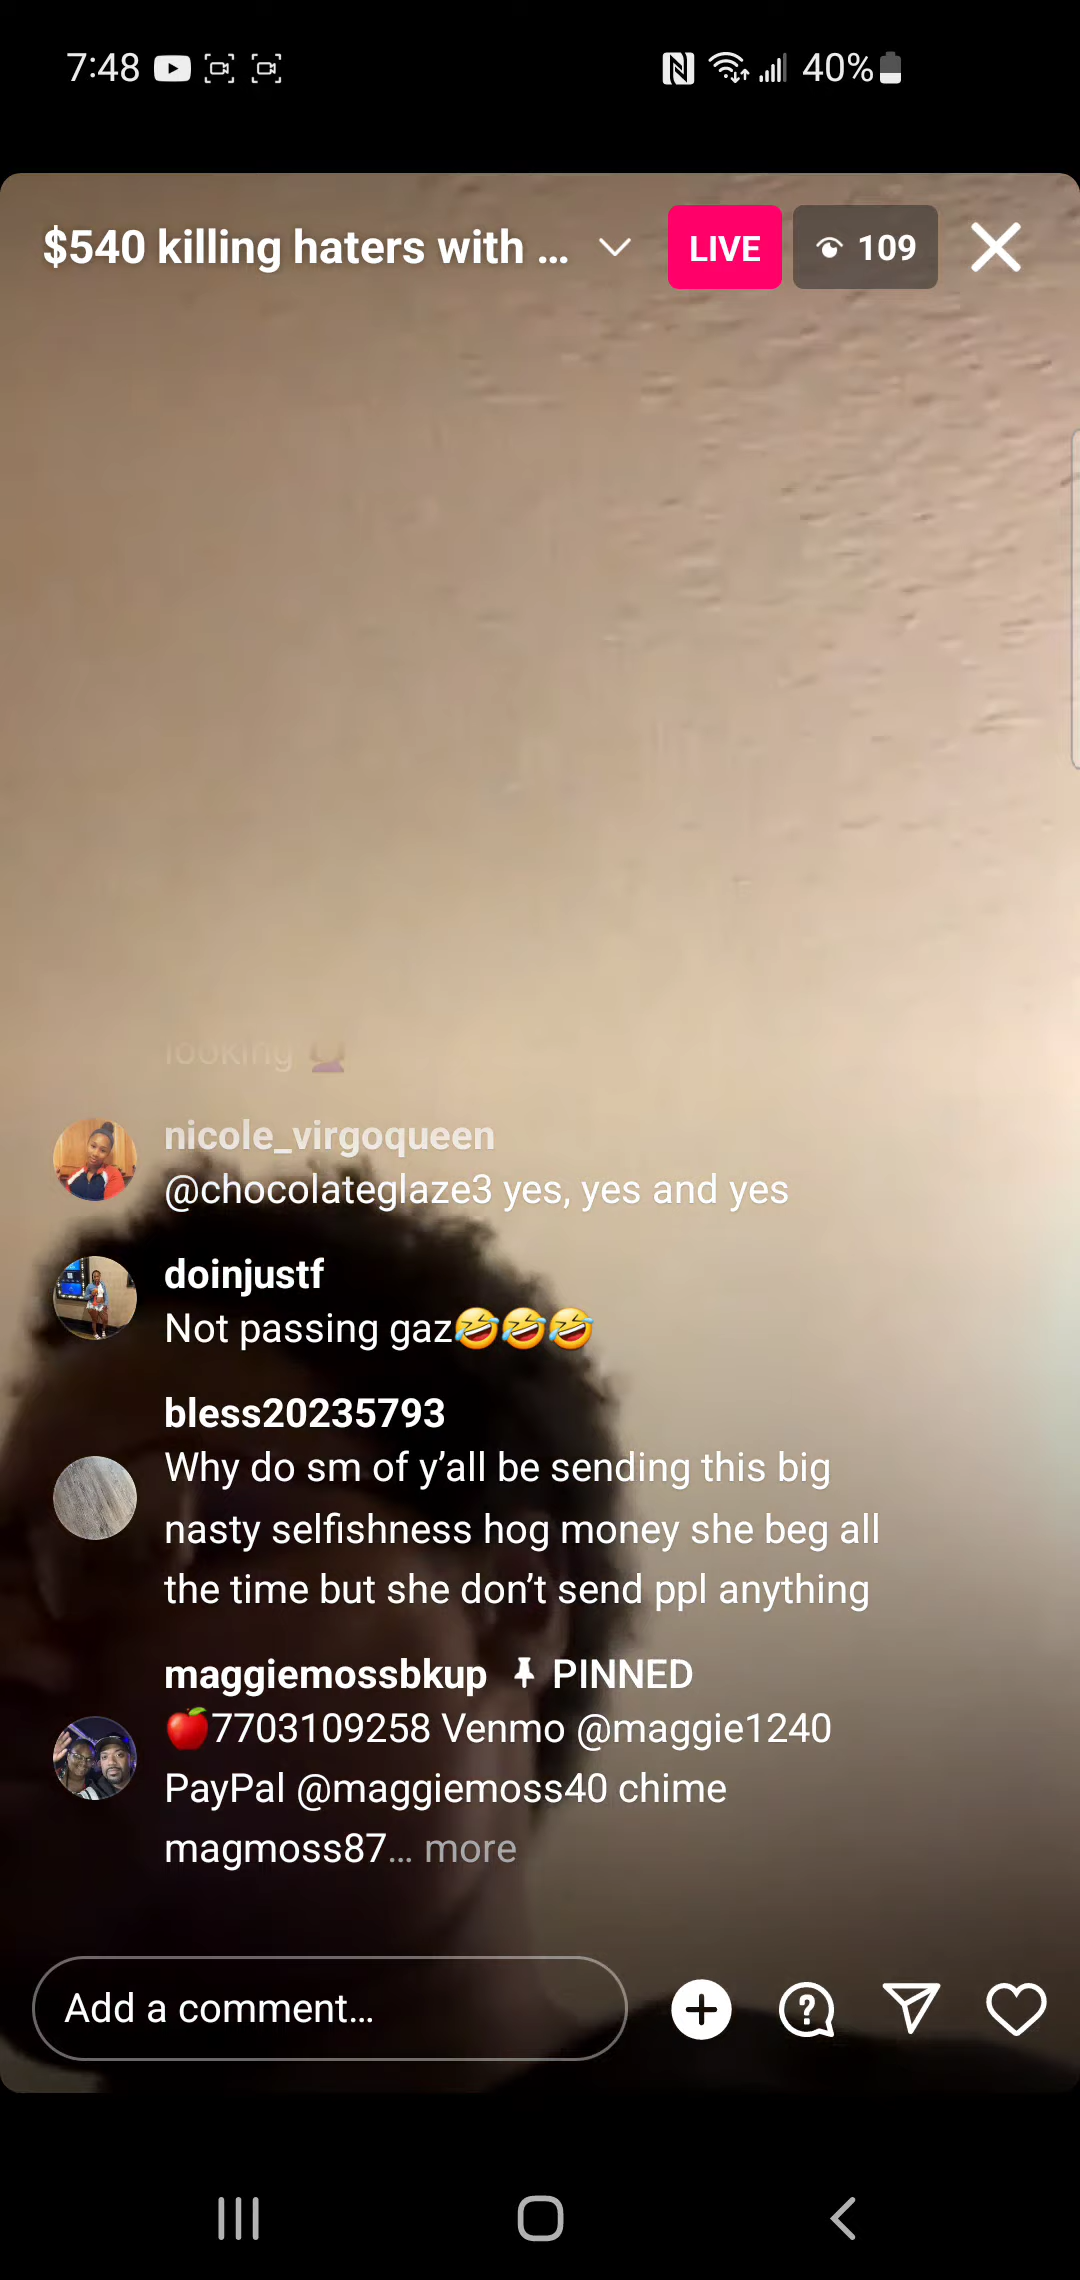 7:48
40%
$540 killing haters with ...
LIVE
109
looking
nicole_virgoqueen
@chocolateglaze3 yes, yes and yes
doinjustf
Not passing gaz🤣🤣🤣
bless20235793
Why do sm of y’all be sending this big
nasty selfishness hog money she beg all
the time but she don’t send ppl anything
maggiemossbkup PINNED
🍎7703109258 Venmo @maggie1240
PayPal @maggiemoss40 chime
magmoss87... more
Add a comment...